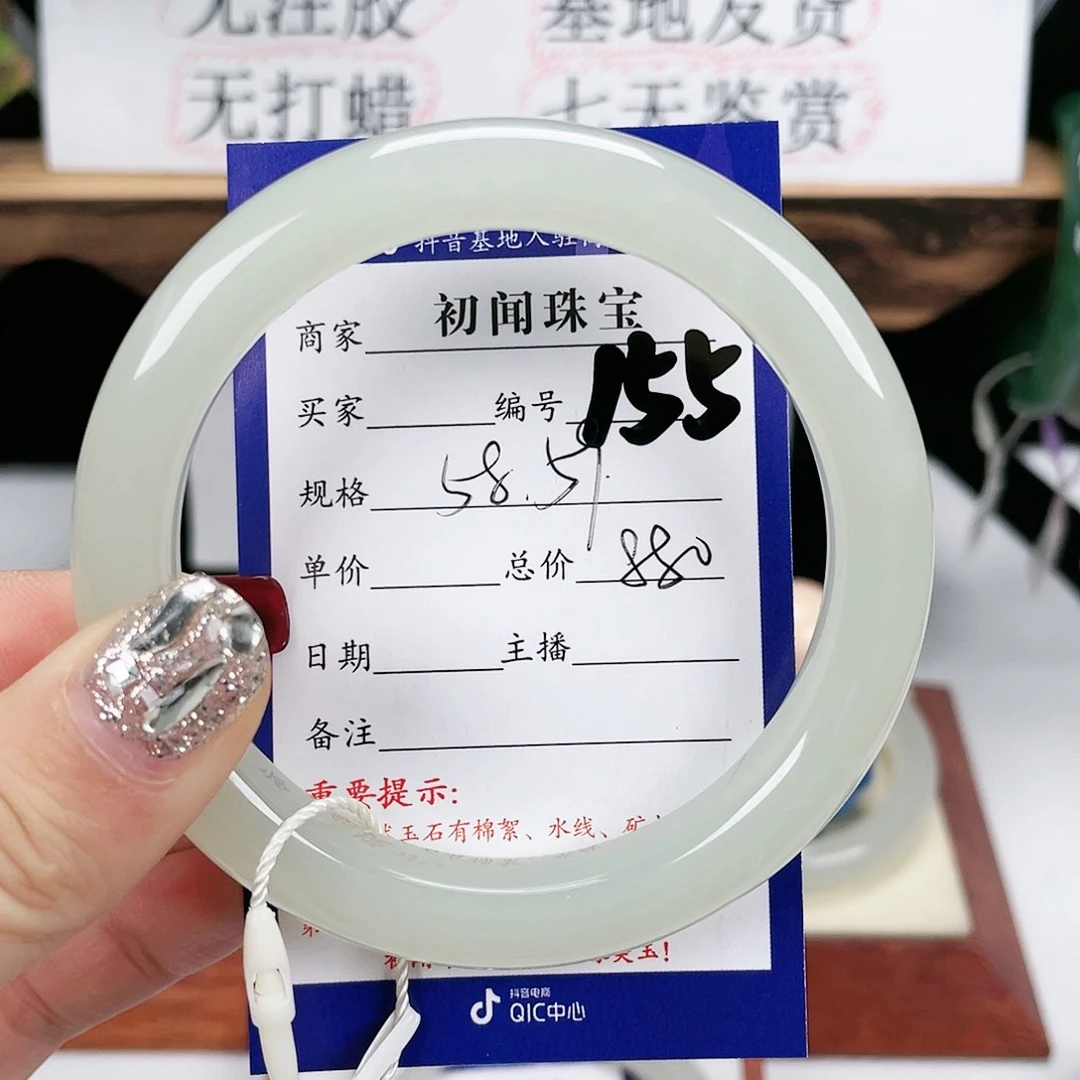 无注胶 基地发货
无打蜡 七天鉴赏
抖音基地入驻商
商家 初闻珠宝
买家 编号 155
规格 58.5
单价 总价 880
日期 主播
备注
重要提示:
玉石有棉絮、水线、矿
抖音电商
QIC中心